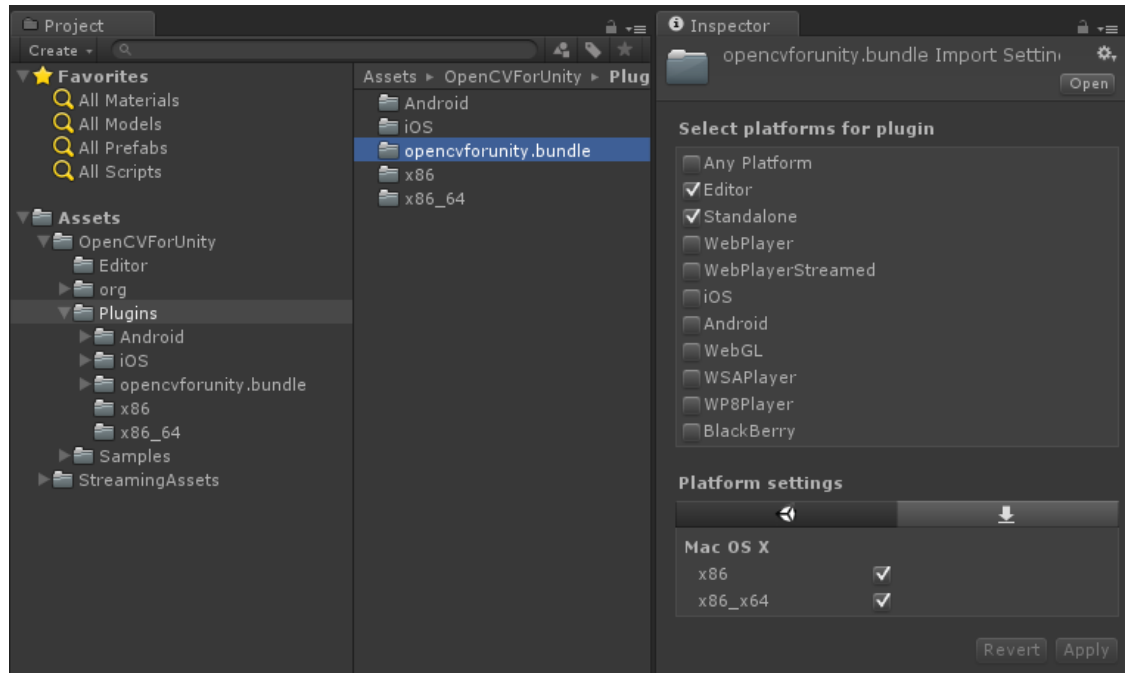 Project
Create
Favorites
All Materials
All Models
All Prefabs
All Scripts
Assets
OpenCVForUnity
Editor
org
Plugins
Android
iOS
opencvforunity.bundle
x86
x86_64
Samples
StreamingAssets
Assets ▸ OpenCVForUnity ▸ Plug
Android
iOS
opencvforunity.bundle
x86
x86_64
Inspector
opencvforunity.bundle Import Settin
Open
Select platforms for plugin
Any Platform
Editor
Standalone
WebPlayer
WebPlayerStreamed
iOS
Android
WebGL
WSAPlayer
WP8Player
BlackBerry
Platform settings
Mac OS X
x86
x86_x64
Revert Apply